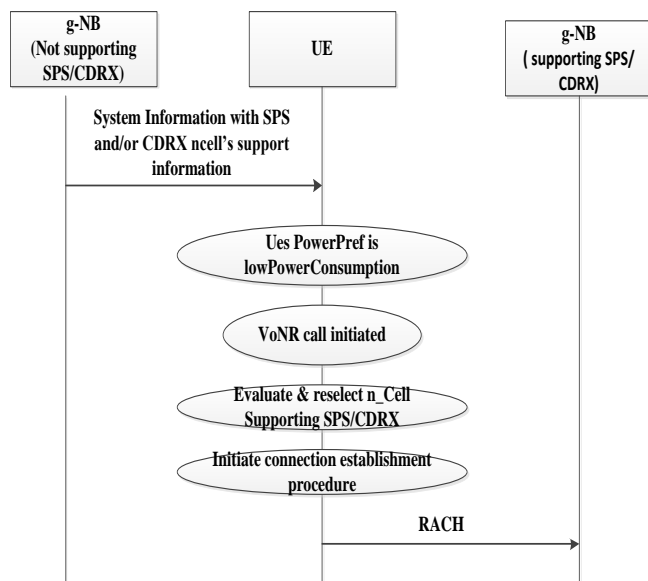 g-NB
(Not supporting
SPS/CDRX)
UE
g-NB
( supporting SPS/
CDRX)
System Information with SPS
and/or CDRX ncell's support
information
Ues PowerPref is
lowPowerConsumption
VoNR call initiated
Evaluate & reselect n_Cell
Supporting SPS/CDRX
Initiate connection establishment
procedure
RACH